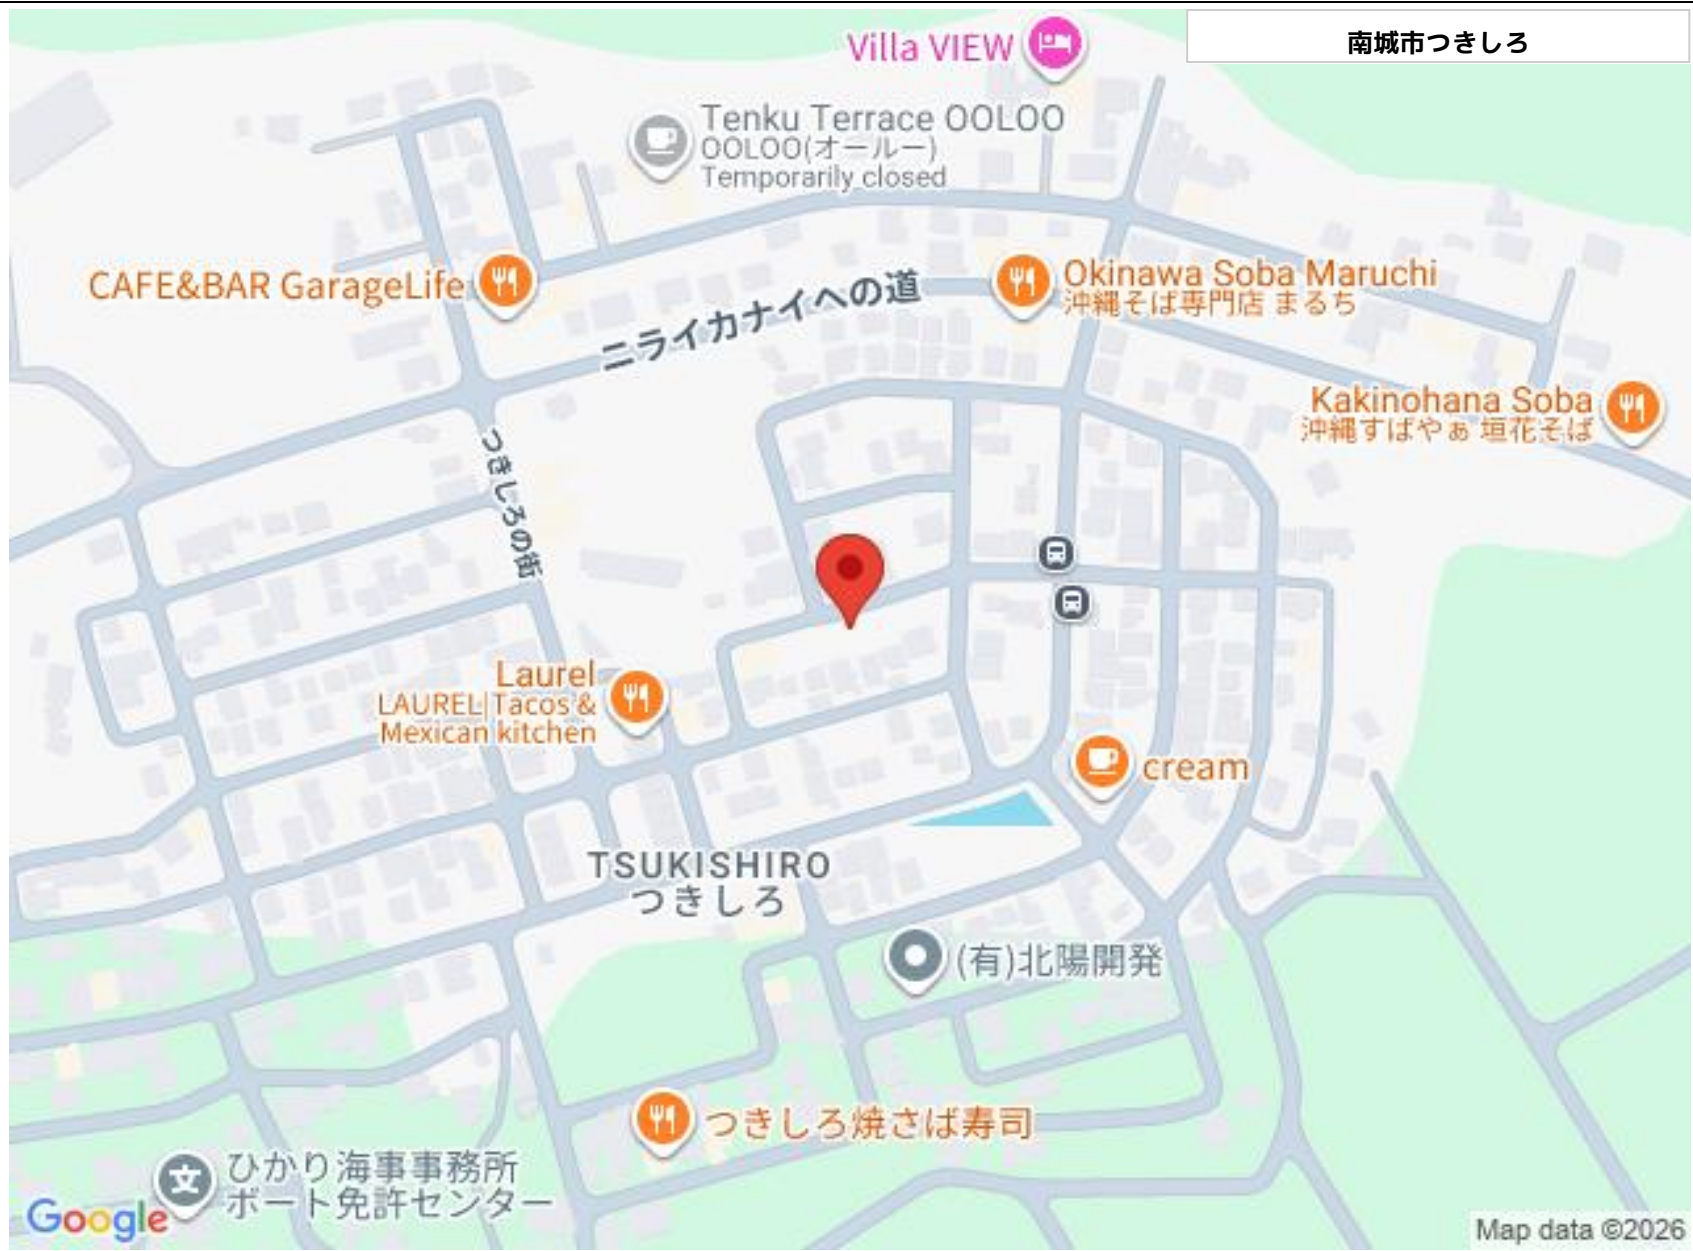 南城市つきしろ
Villa VIEW
Tenku Terrace OOLOO
OOLOO(オールー)
Temporarily closed
CAFE&BAR GarageLife
ニライカナイへの道
Okinawa Soba Maruchi
沖縄そば専門店 まるち
Kakinohana Soba
沖縄すばやぁ 垣花そば
つきしろの街
Laurel
LAUREL|Tacos &
Mexican kitchen
cream
TSUKISHIRO
つきしろ
(有)北陽開発
つきしろ焼さば寿司
文
ひかり海事事務所
ボート免許センター
Google
Map data ©2026